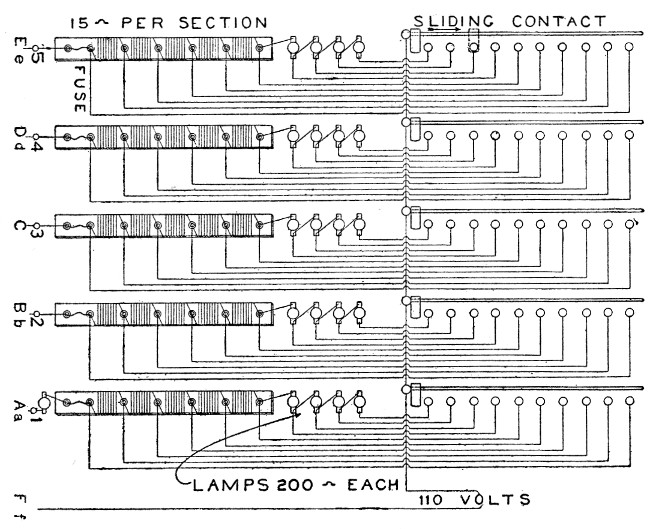 15 ~ PER SECTION
SLIDING CONTACT
E e 5
FUSE
D d 4
C 3
B b 2
A a 1
LAMPS 200 ~ EACH
110 VOLTS
F f